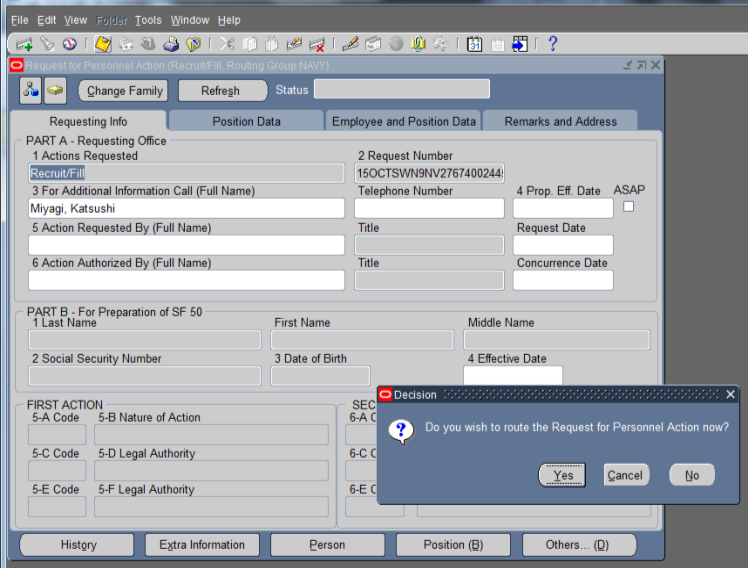 File Edit View Folder Tools Window Help
Request for Personnel Action (Recruit/Fill, Routing Group:NAVY)
Change Family Refresh Status
Requesting Info Position Data Employee and Position Data Remarks and Address
PART A - Requesting Office
1 Actions Requested 2 Request Number
Recruit/Fill
3 For Additional Information Call (Full Name) Telephone Number 4 Prop. Eff. Date ASAP
Miyagi, Katsushi
5 Action Requested By (Full Name) Title Request Date
6 Action Authorized By (Full Name) Title Concurrence Date
PART B - For Preparation of SF 50
1 Last Name First Name Middle Name
2 Social Security Number 3 Date of Birth 4 Effective Date
FIRST ACTION SEC
5-A Code 5-B Nature of Action 6-A C
5-C Code 5-D Legal Authority 6-C C
5-E Code 5-F Legal Authority 6-E C
Decision
Do you wish to route the Request for Personnel Action now?
Yes Cancel No
History Extra Information Person Position (B) Others... (D)